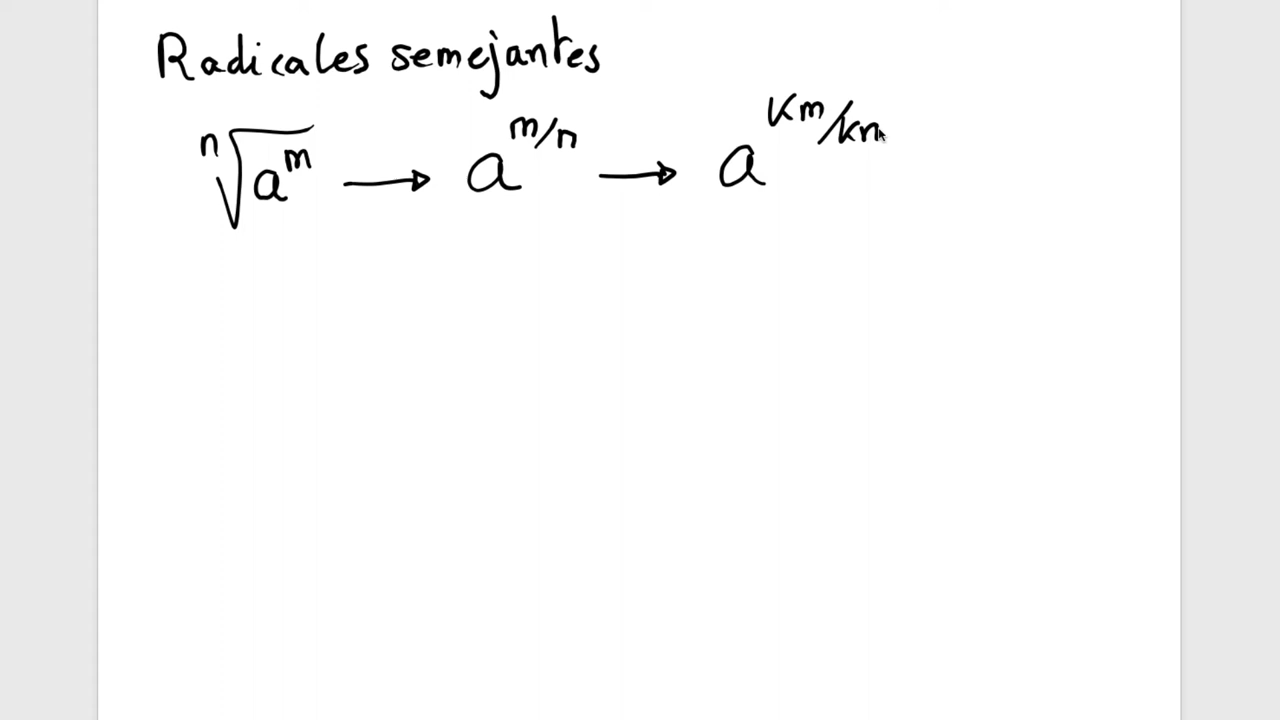 Radicales semejantes
ⁿ√aᵐ → a^m/n → a^Km/kn